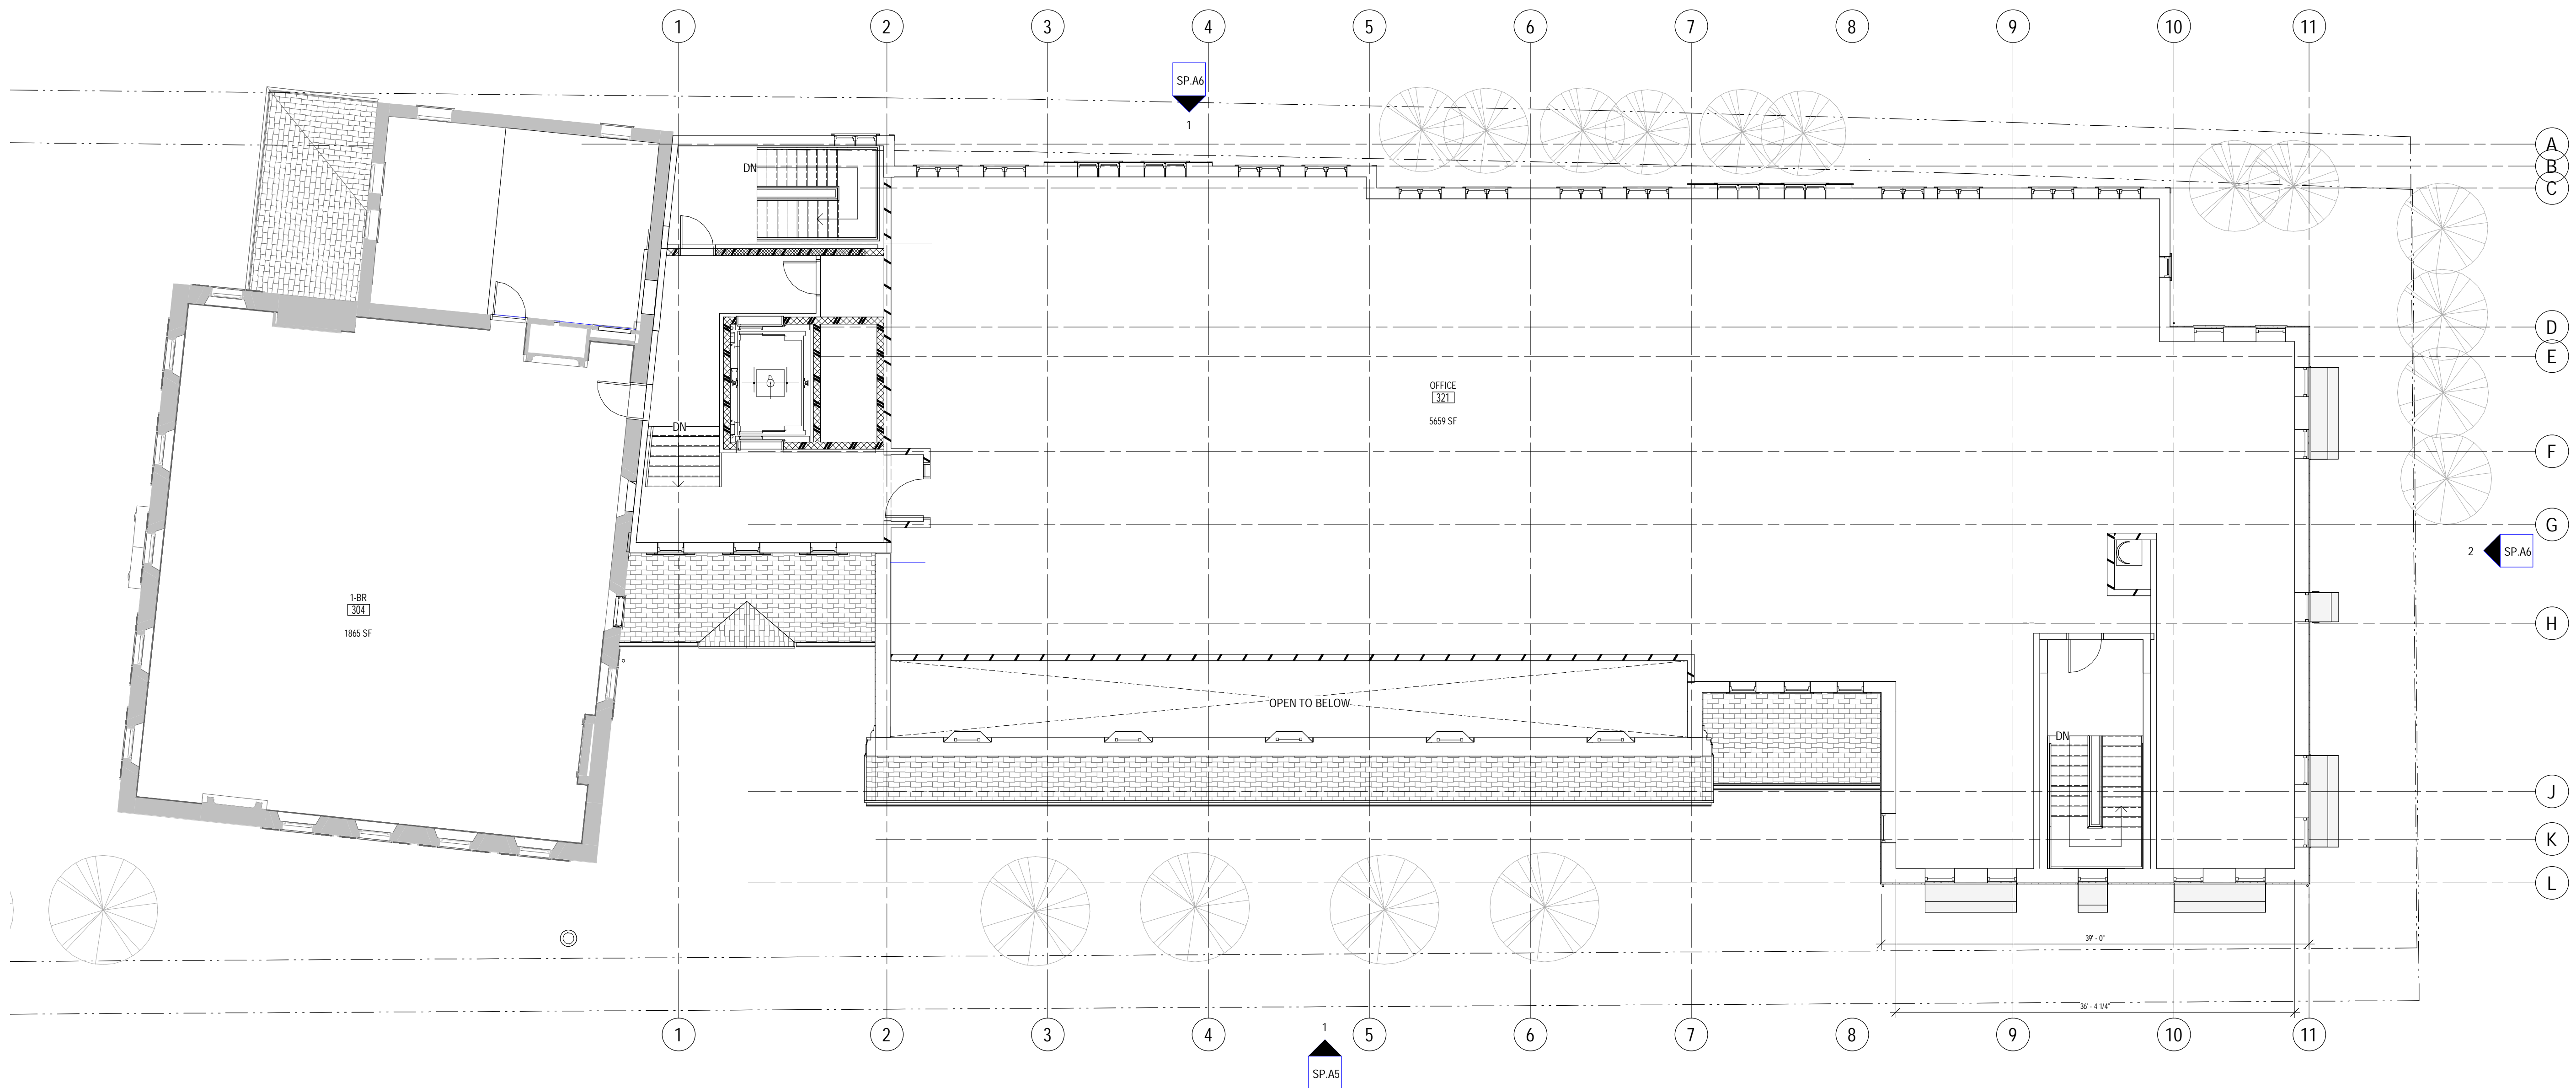 1 2 3 4 5 6 7 8 9 10 11
SP.A6
1
A
B
C
DN
D
E
OFFICE
321
5659 SF
DN
F
G
2 SP.A6
1-BR
304
1865 SF
H
OPEN TO BELOW
DN
J
K
L
39' - 0"
36' - 4 1/4"
1 2 3 4 5 6 7 8 9 10 11
1
SP.A5